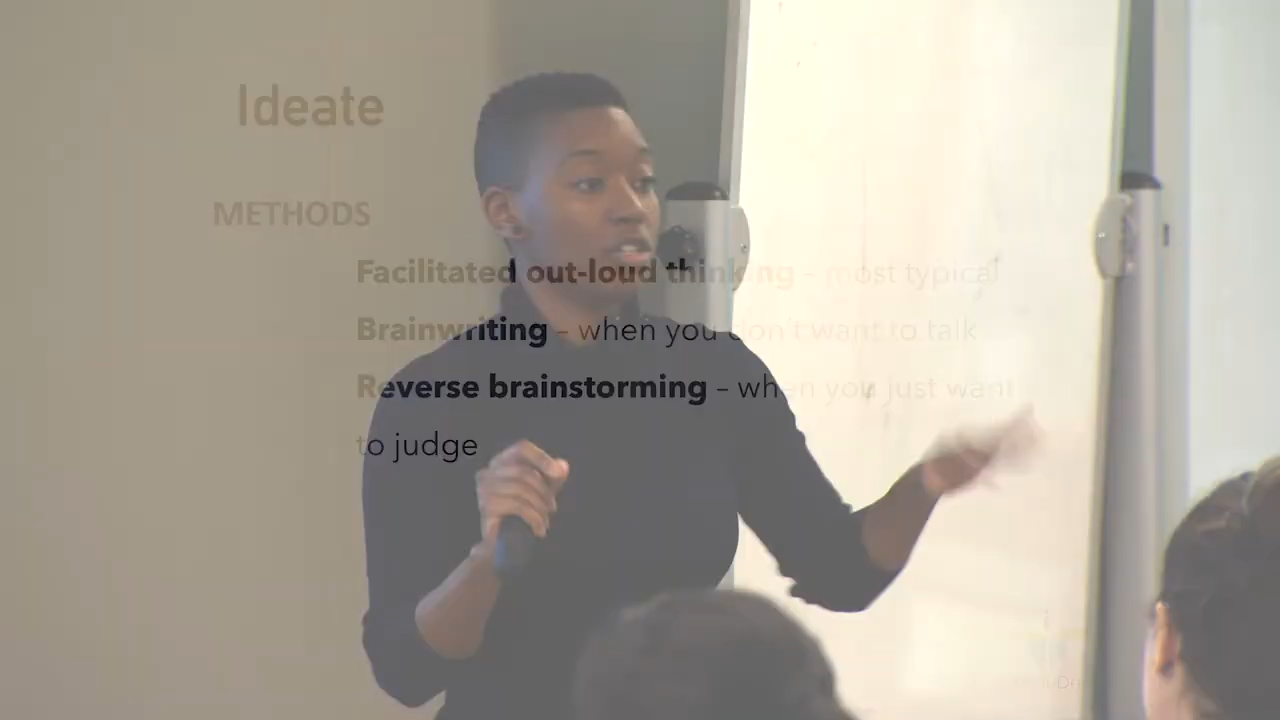 Ideate
METHODS
Facilitated out-loud thinking – most typical
Brainwriting – when you don't want to talk
Reverse brainstorming – when you just want
to judge